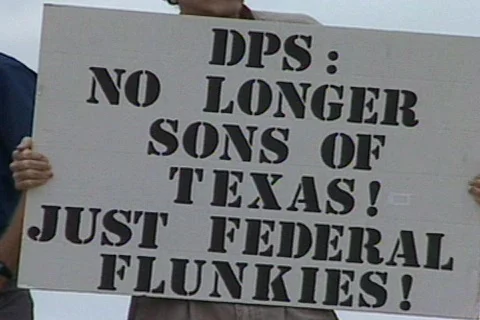 DPS:
NO LONGER
SONS OF
TEXAS!
JUST FEDERAL
FLUNKIES!